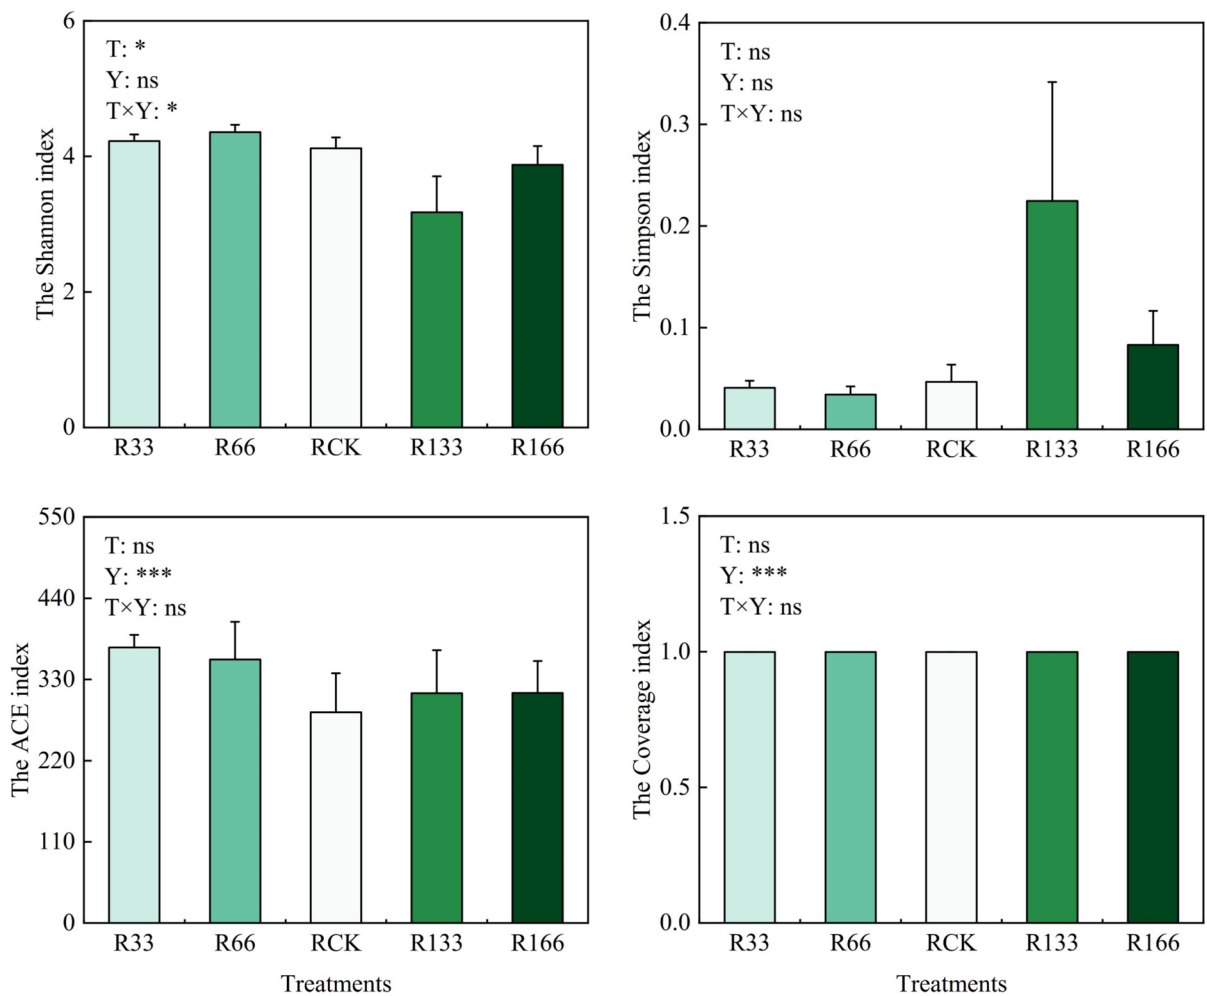 The Shannon index
6
4
2
0
T: *
Y: ns
T×Y: *
R33 R66 RCK R133 R166
The Simpson index
0.4
0.3
0.2
0.1
0.0
T: ns
Y: ns
T×Y: ns
R33 R66 RCK R133 R166
The ACE index
550
440
330
220
110
0
T: ns
Y: ***
T×Y: ns
R33 R66 RCK R133 R166
Treatments
The Coverage index
1.5
1.0
0.5
0.0
T: ns
Y: ***
T×Y: ns
R33 R66 RCK R133 R166
Treatments